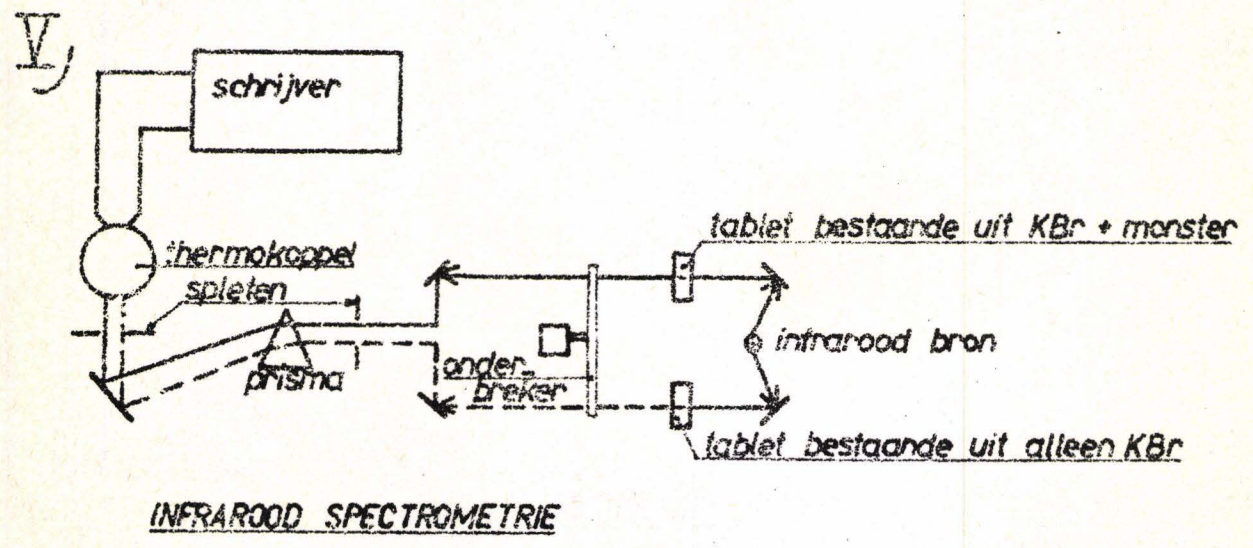 V,
schrijver
tablet bestaande uit KBr + monster
thermokoppel
spleten
infrarood bron
prisma
onder-
breker
tablet bestaande uit alleen KBr
INFRAROOD SPECTROMETRIE